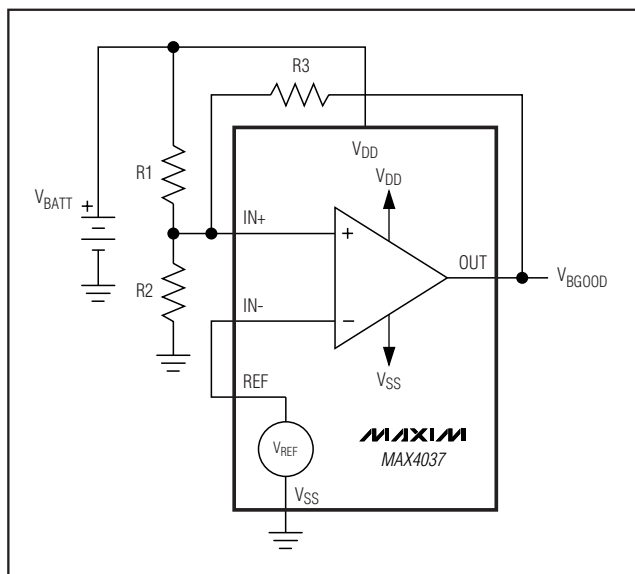 R3
V_DD
V_DD
R1
V_BATT
+
IN+
+
OUT
V_BGOOD
R2
IN-
−
V_SS
REF
V_REF
MAXIM
MAX4037
V_SS